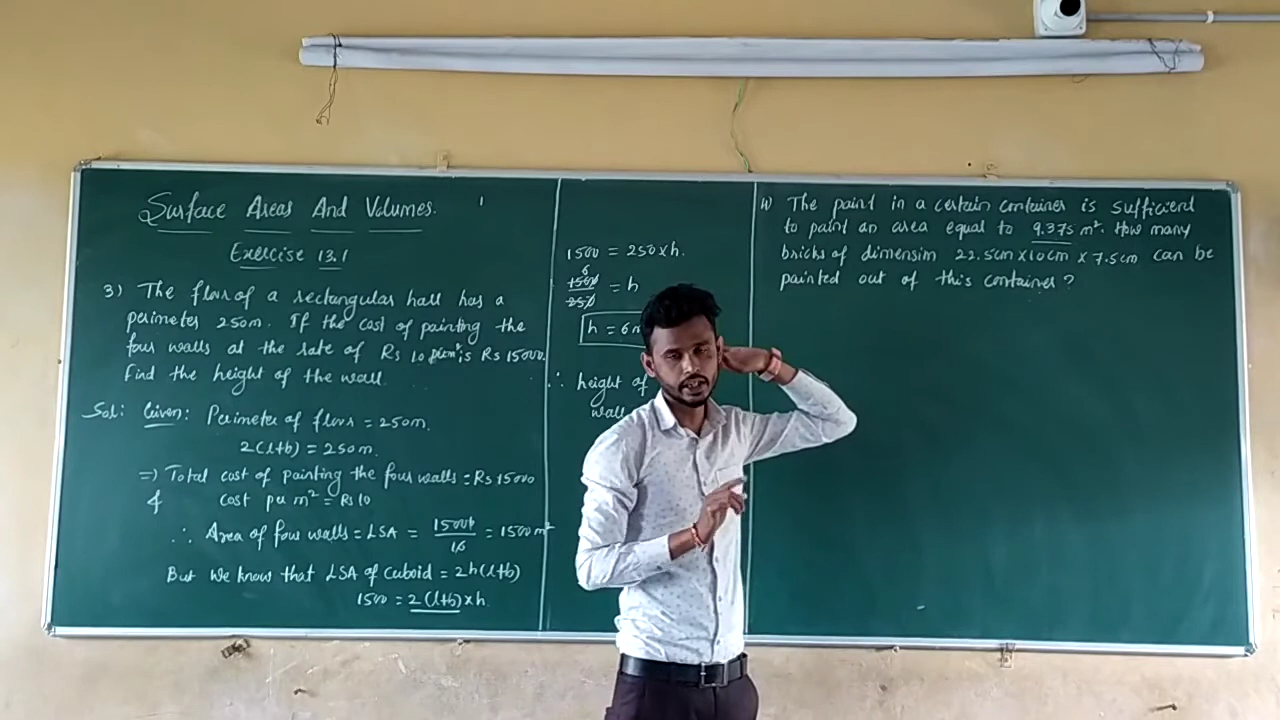 Surface Areas And Volumes.
Exercise 13.1
3) The floor of a rectangular hall has a
perimeter 250m. If the cost of painting the
four walls at the rate of Rs 10 per m² is Rs 15000.
Find the height of the wall.
Sol: Given: Perimeter of floor = 250m.
2(l+b) = 250m.
=) Total cost of painting the four walls = Rs 15000
& cost per m² = Rs 10
∴ Area of four walls = LSA = 15000/10 = 1500 m²
But we know that LSA of Cuboid = 2h(l+b)
1500 = 2(l+b)×h.
1500 = 250×h.
6
1500/250 = h
h = 6m
∴ height of
wall
4) The paint in a certain container is sufficient
to paint an area equal to 9.375 m². How many
bricks of dimension 22.5cm×10cm×7.5cm can be
painted out of this container?